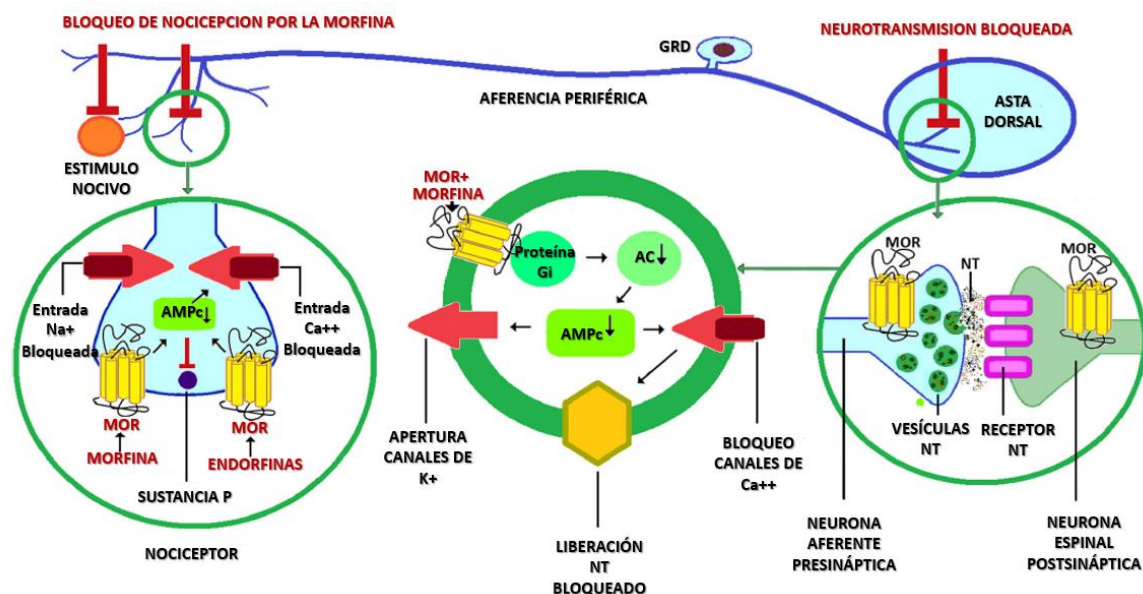 BLOQUEO DE NOCICEPCION POR LA MORFINA
NEUROTRANSMISION BLOQUEADA
GRD
AFERENCIA PERIFÉRICA
ASTA
DORSAL
ESTIMULO
NOCIVO
Entrada
Na+
Bloqueada
Entrada
Ca++
Bloqueada
AMPc
MOR
MOR
MORFINA
ENDORFINAS
SUSTANCIA P
NOCICEPTOR
MOR+
MORFINA
Proteína
Gi
AC
AMPc
APERTURA
CANALES DE
K+
BLOQUEO
CANALES DE
Ca++
LIBERACIÓN
NT
BLOQUEADO
MOR
NT
MOR
VESÍCULAS
NT
RECEPTOR
NT
NEURONA
AFERENTE
PRESINÁPTICA
NEURONA
ESPINAL
POSTSINÁPTICA